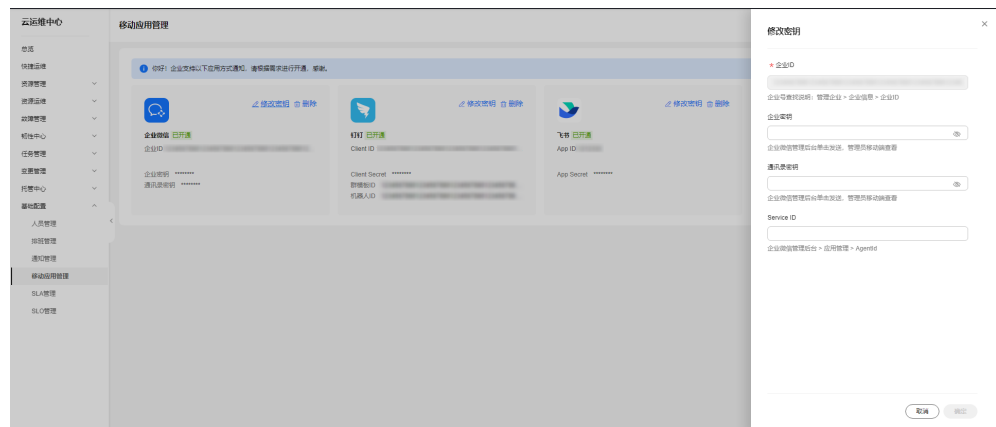 云运维中心
总览
快捷运维
资源管理
资源运维
故障管理
韧性中心
任务管理
变更管理
托管中心
基础配置
人员管理
排班管理
通知管理
移动应用管理
SLA管理
SLO管理
移动应用管理
你好！企业支持以下应用方式通知，请根据需求进行开通，谢谢。
修改密钥 删除
企业微信 已开通
企业ID
企业密钥 ********
通讯录密钥 ********
修改密钥 删除
钉钉 已开通
Client ID
Client Secret ********
群模板ID
机器人ID
修改密钥 删除
飞书 已开通
App ID
App Secret ********
修改密钥
* 企业ID
企业号查找说明：管理企业 > 企业信息 > 企业ID
企业密钥
企业微信管理后台单击发送，管理员移动端查看
通讯录密钥
企业微信管理后台单击发送，管理员移动端查看
Service ID
企业微信管理后台 > 应用管理 > AgentId
取消 确定